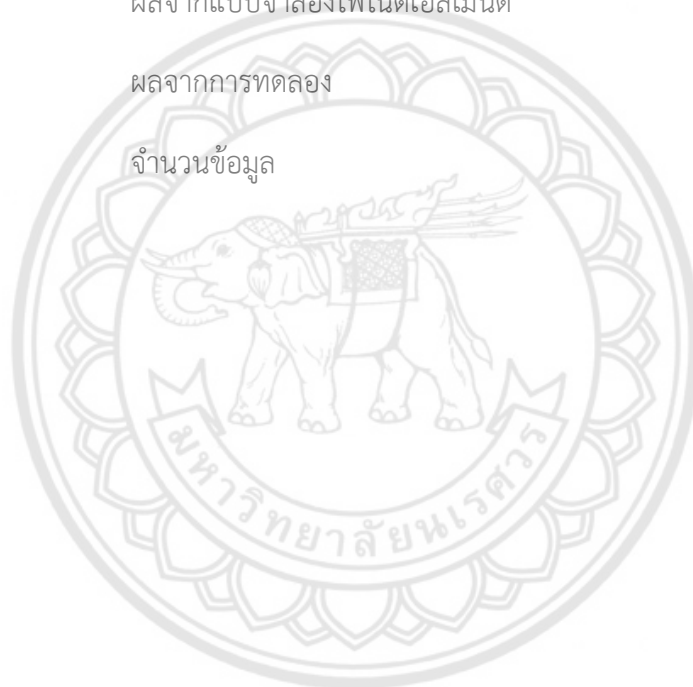 ผลจากแบบจำลองไฟไนต์เอลิเมนต์
ผลจากการทดลอง
จำนวนข้อมูล
มหาวิทยาลัยนเรศวร